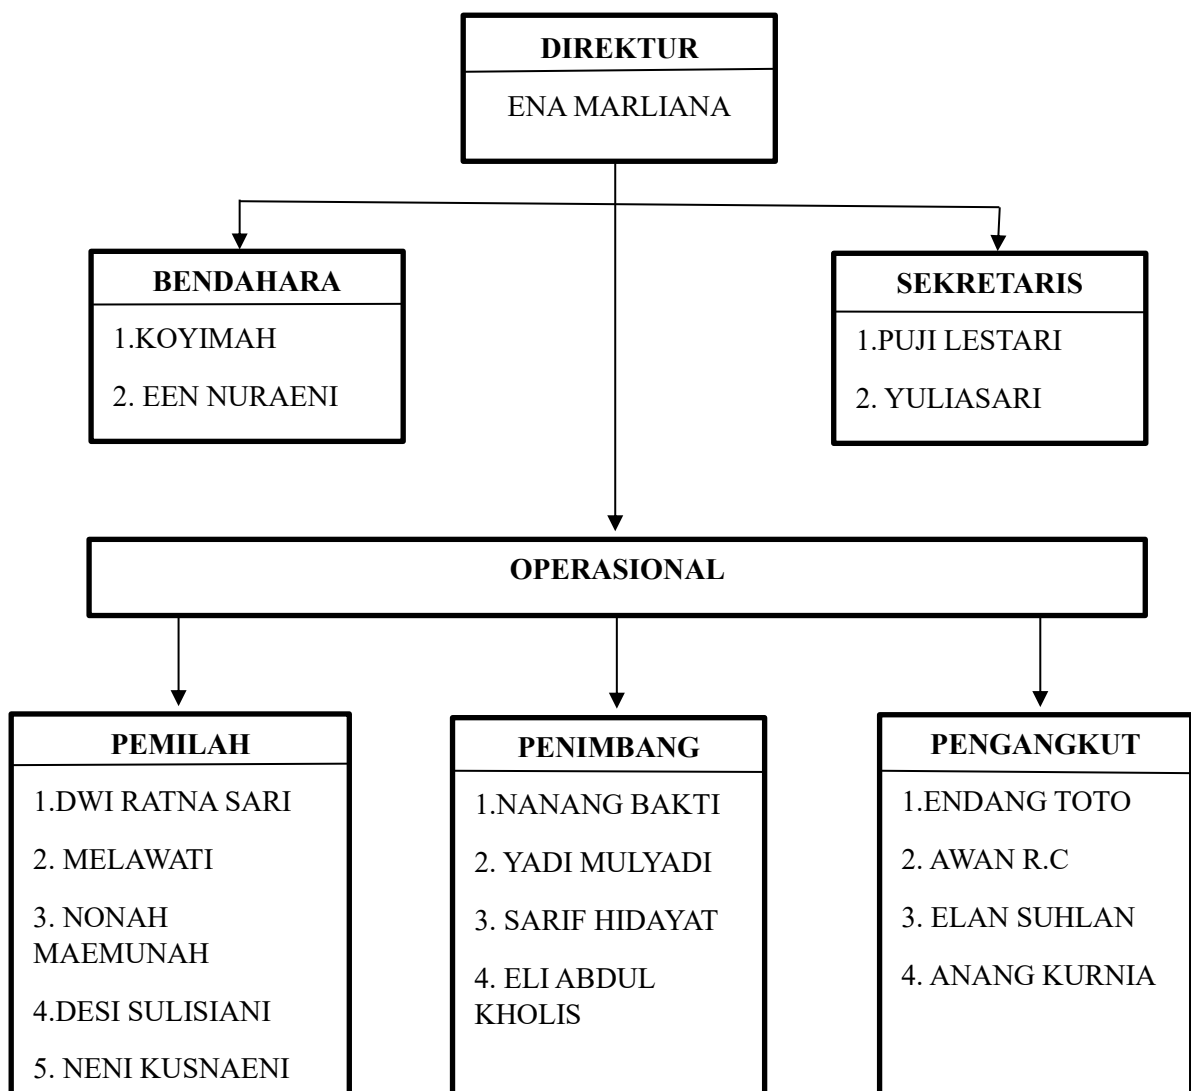 DIREKTUR
ENA MARLIANA
BENDAHARA
1.KOYIMAH
2. EEN NURAENI
SEKRETARIS
1.PUJI LESTARI
2. YULIASARI
OPERASIONAL
PEMILAH
1.DWI RATNA SARI
2. MELAWATI
3. NONAH
MAEMUNAH
4.DESI SULISIANI
5. NENI KUSNAENI
PENIMBANG
1.NANANG BAKTI
2. YADI MULYADI
3. SARIF HIDAYAT
4. ELI ABDUL
KHOLIS
PENGANGKUT
1.ENDANG TOTO
2. AWAN R.C
3. ELAN SUHLAN
4. ANANG KURNIA